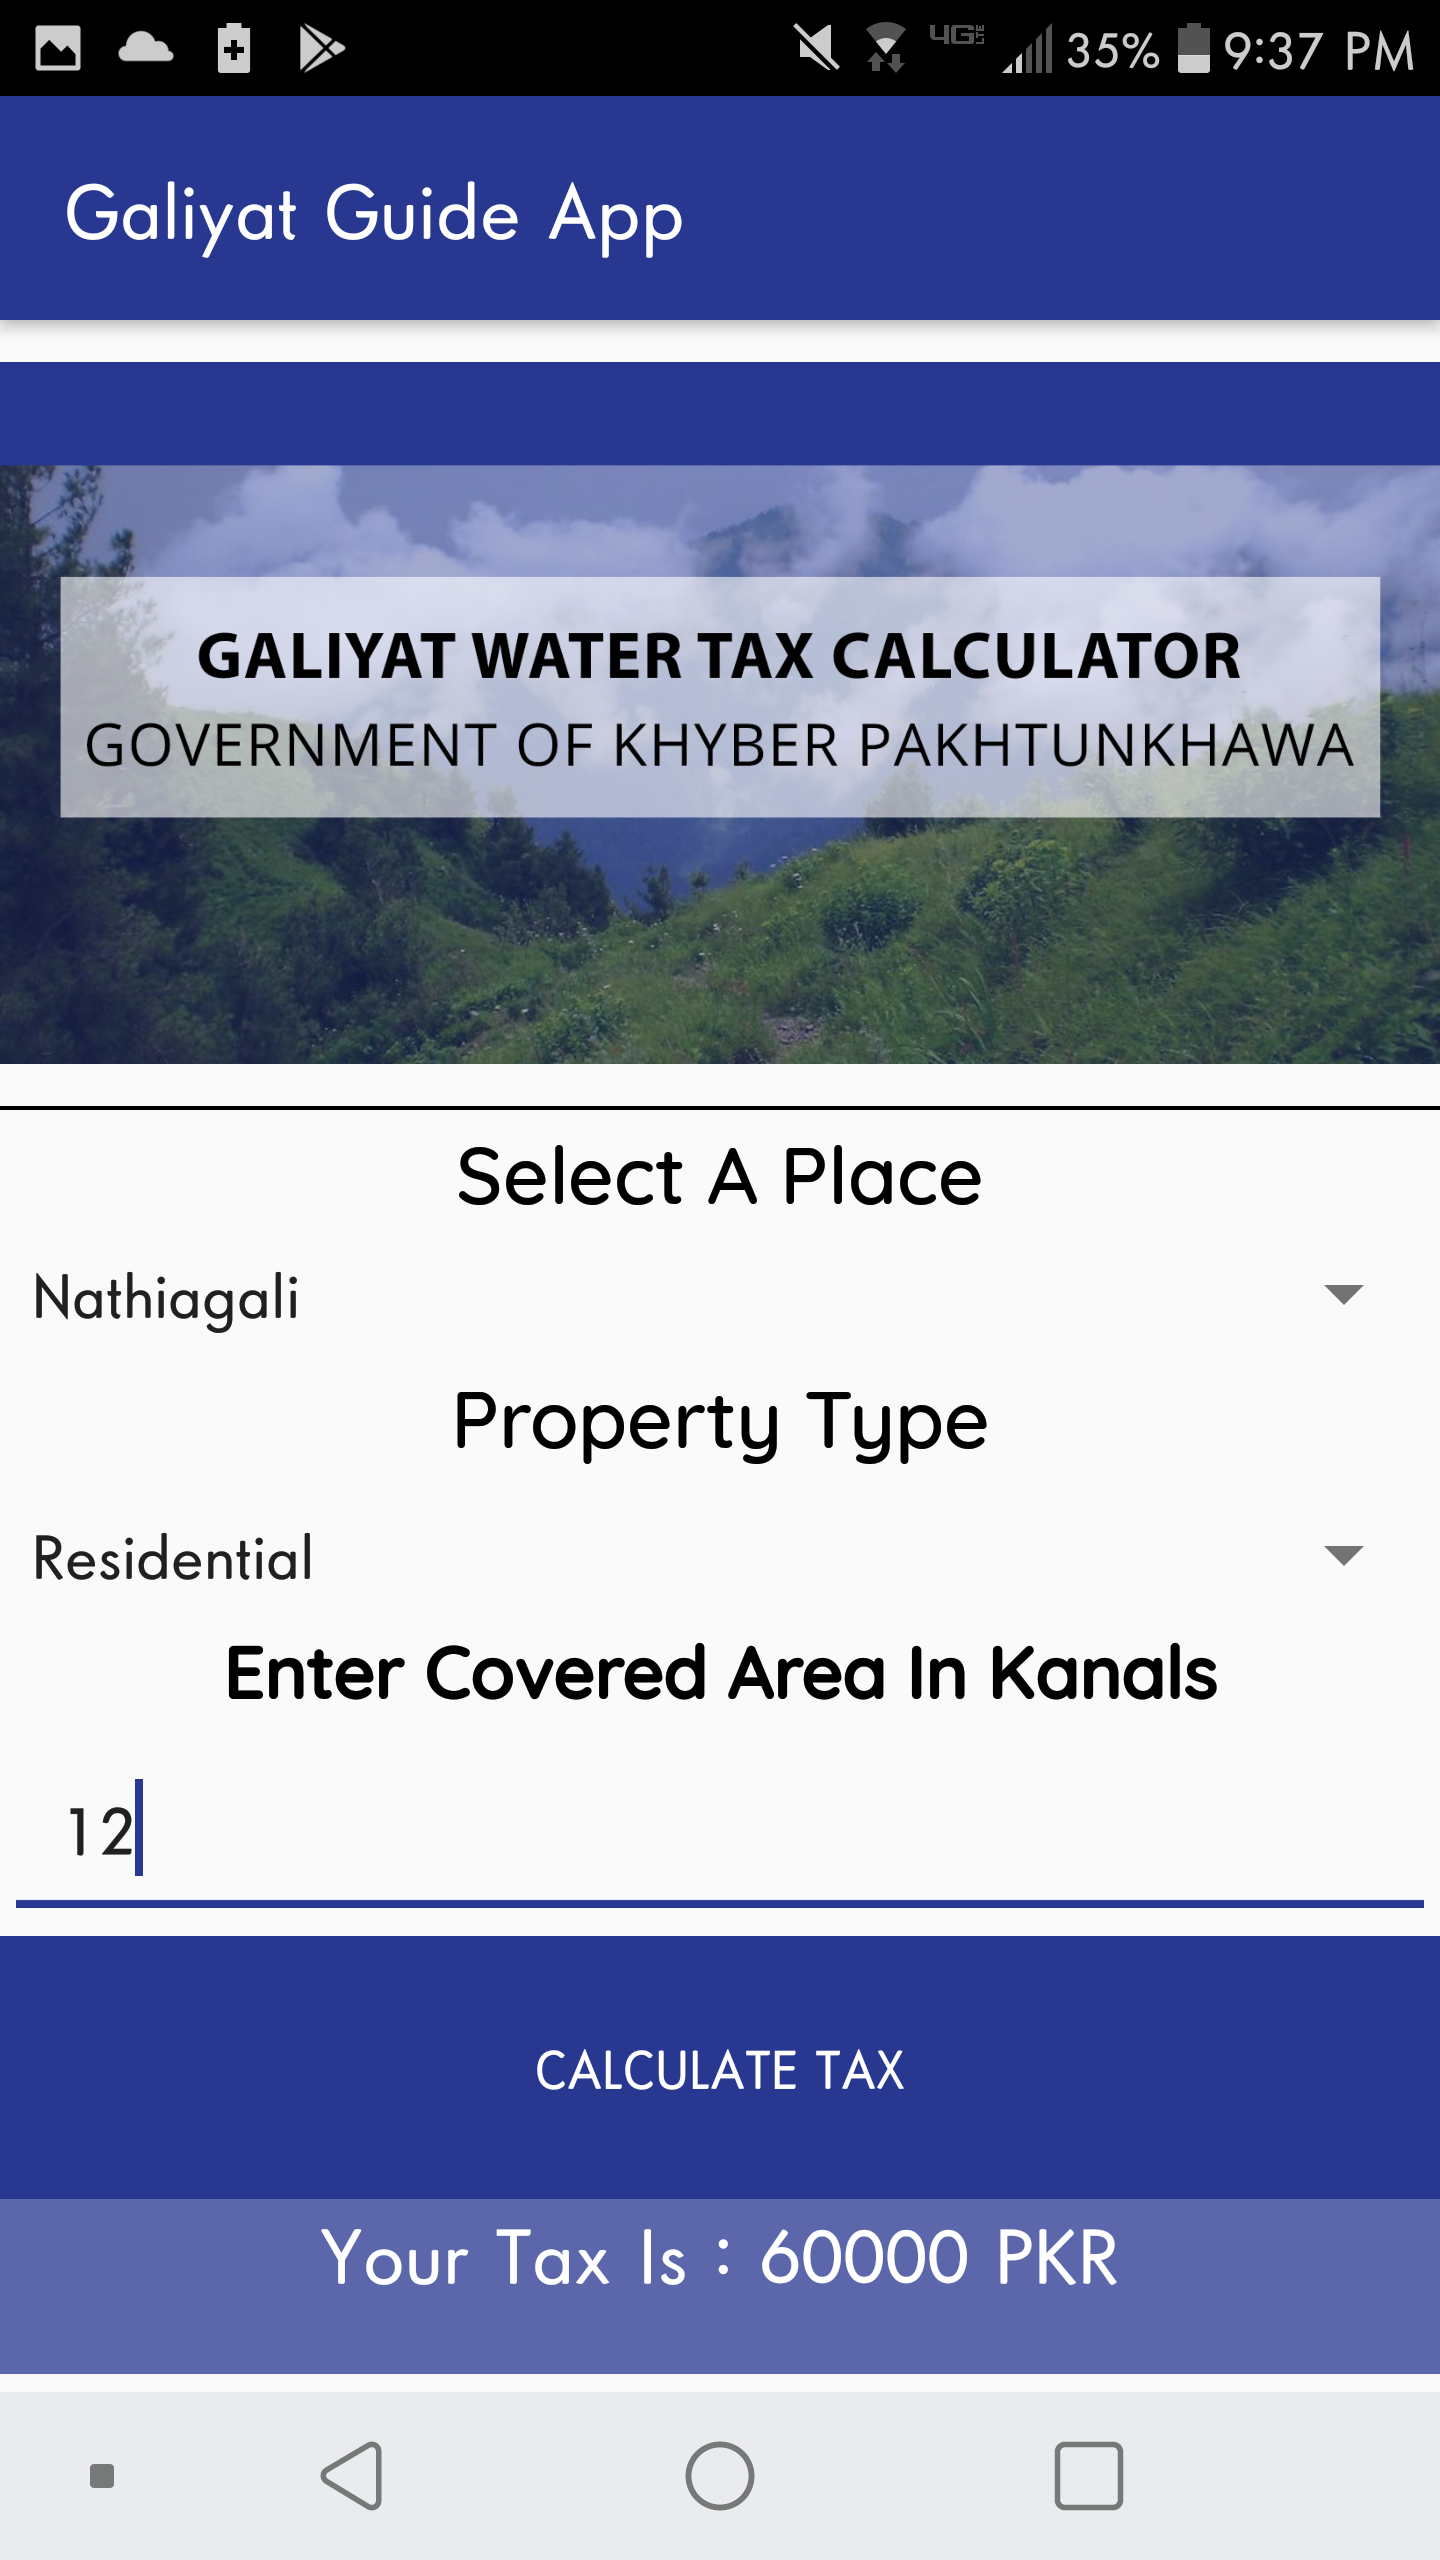 4G LTE 35% 9:37 PM
Galiyat Guide App
GALIYAT WATER TAX CALCULATOR
GOVERNMENT OF KHYBER PAKHTUNKHAWA
Select A Place
Nathiagali
Property Type
Residential
Enter Covered Area In Kanals
12
CALCULATE TAX
Your Tax Is : 60000 PKR